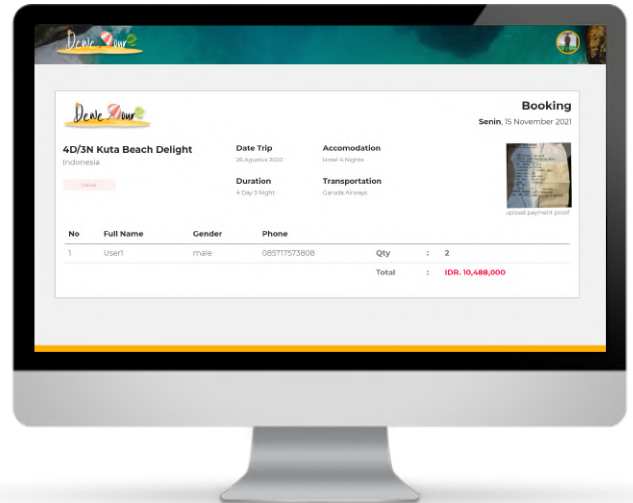 Dewe Tour
Dewe Tour
Booking
Senin, 15 November 2021
4D/3N Kuta Beach Delight
Indonesia
Date Trip
26 Agustus 2020
Accomodation
Hotel 4 Nights
Duration
4 Day 3 Night
Transportation
Garuda Airways
upload payment proof
No Full Name Gender Phone
1 User1 male 085717573808 Qty : 2
Total : IDR. 10,488,000